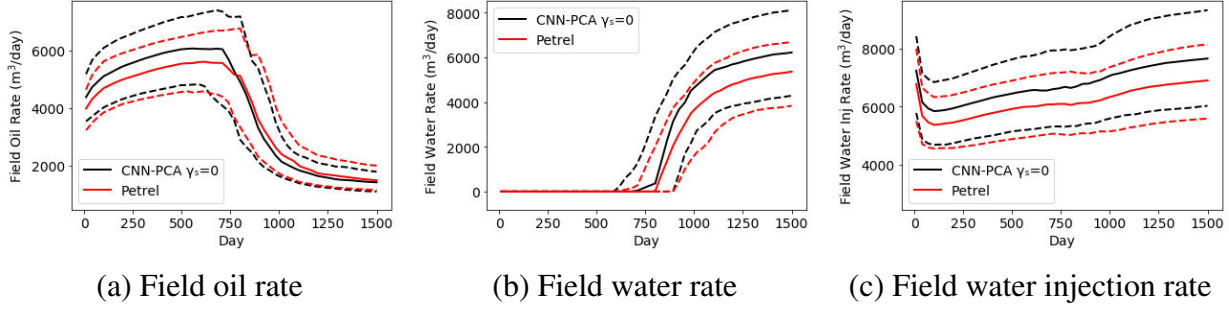 Field Oil Rate (m³/day)
6000
4000
2000
CNN-PCA γₛ=0
Petrel
0 250 500 750 1000 1250 1500
Day
(a) Field oil rate
Field Water Rate (m³/day)
8000
6000
4000
2000
0
CNN-PCA γₛ=0
Petrel
0 250 500 750 1000 1250 1500
Day
(b) Field water rate
Field Water Inj Rate (m³/day)
8000
6000
4000
CNN-PCA γₛ=0
Petrel
0 250 500 750 1000 1250 1500
Day
(c) Field water injection rate